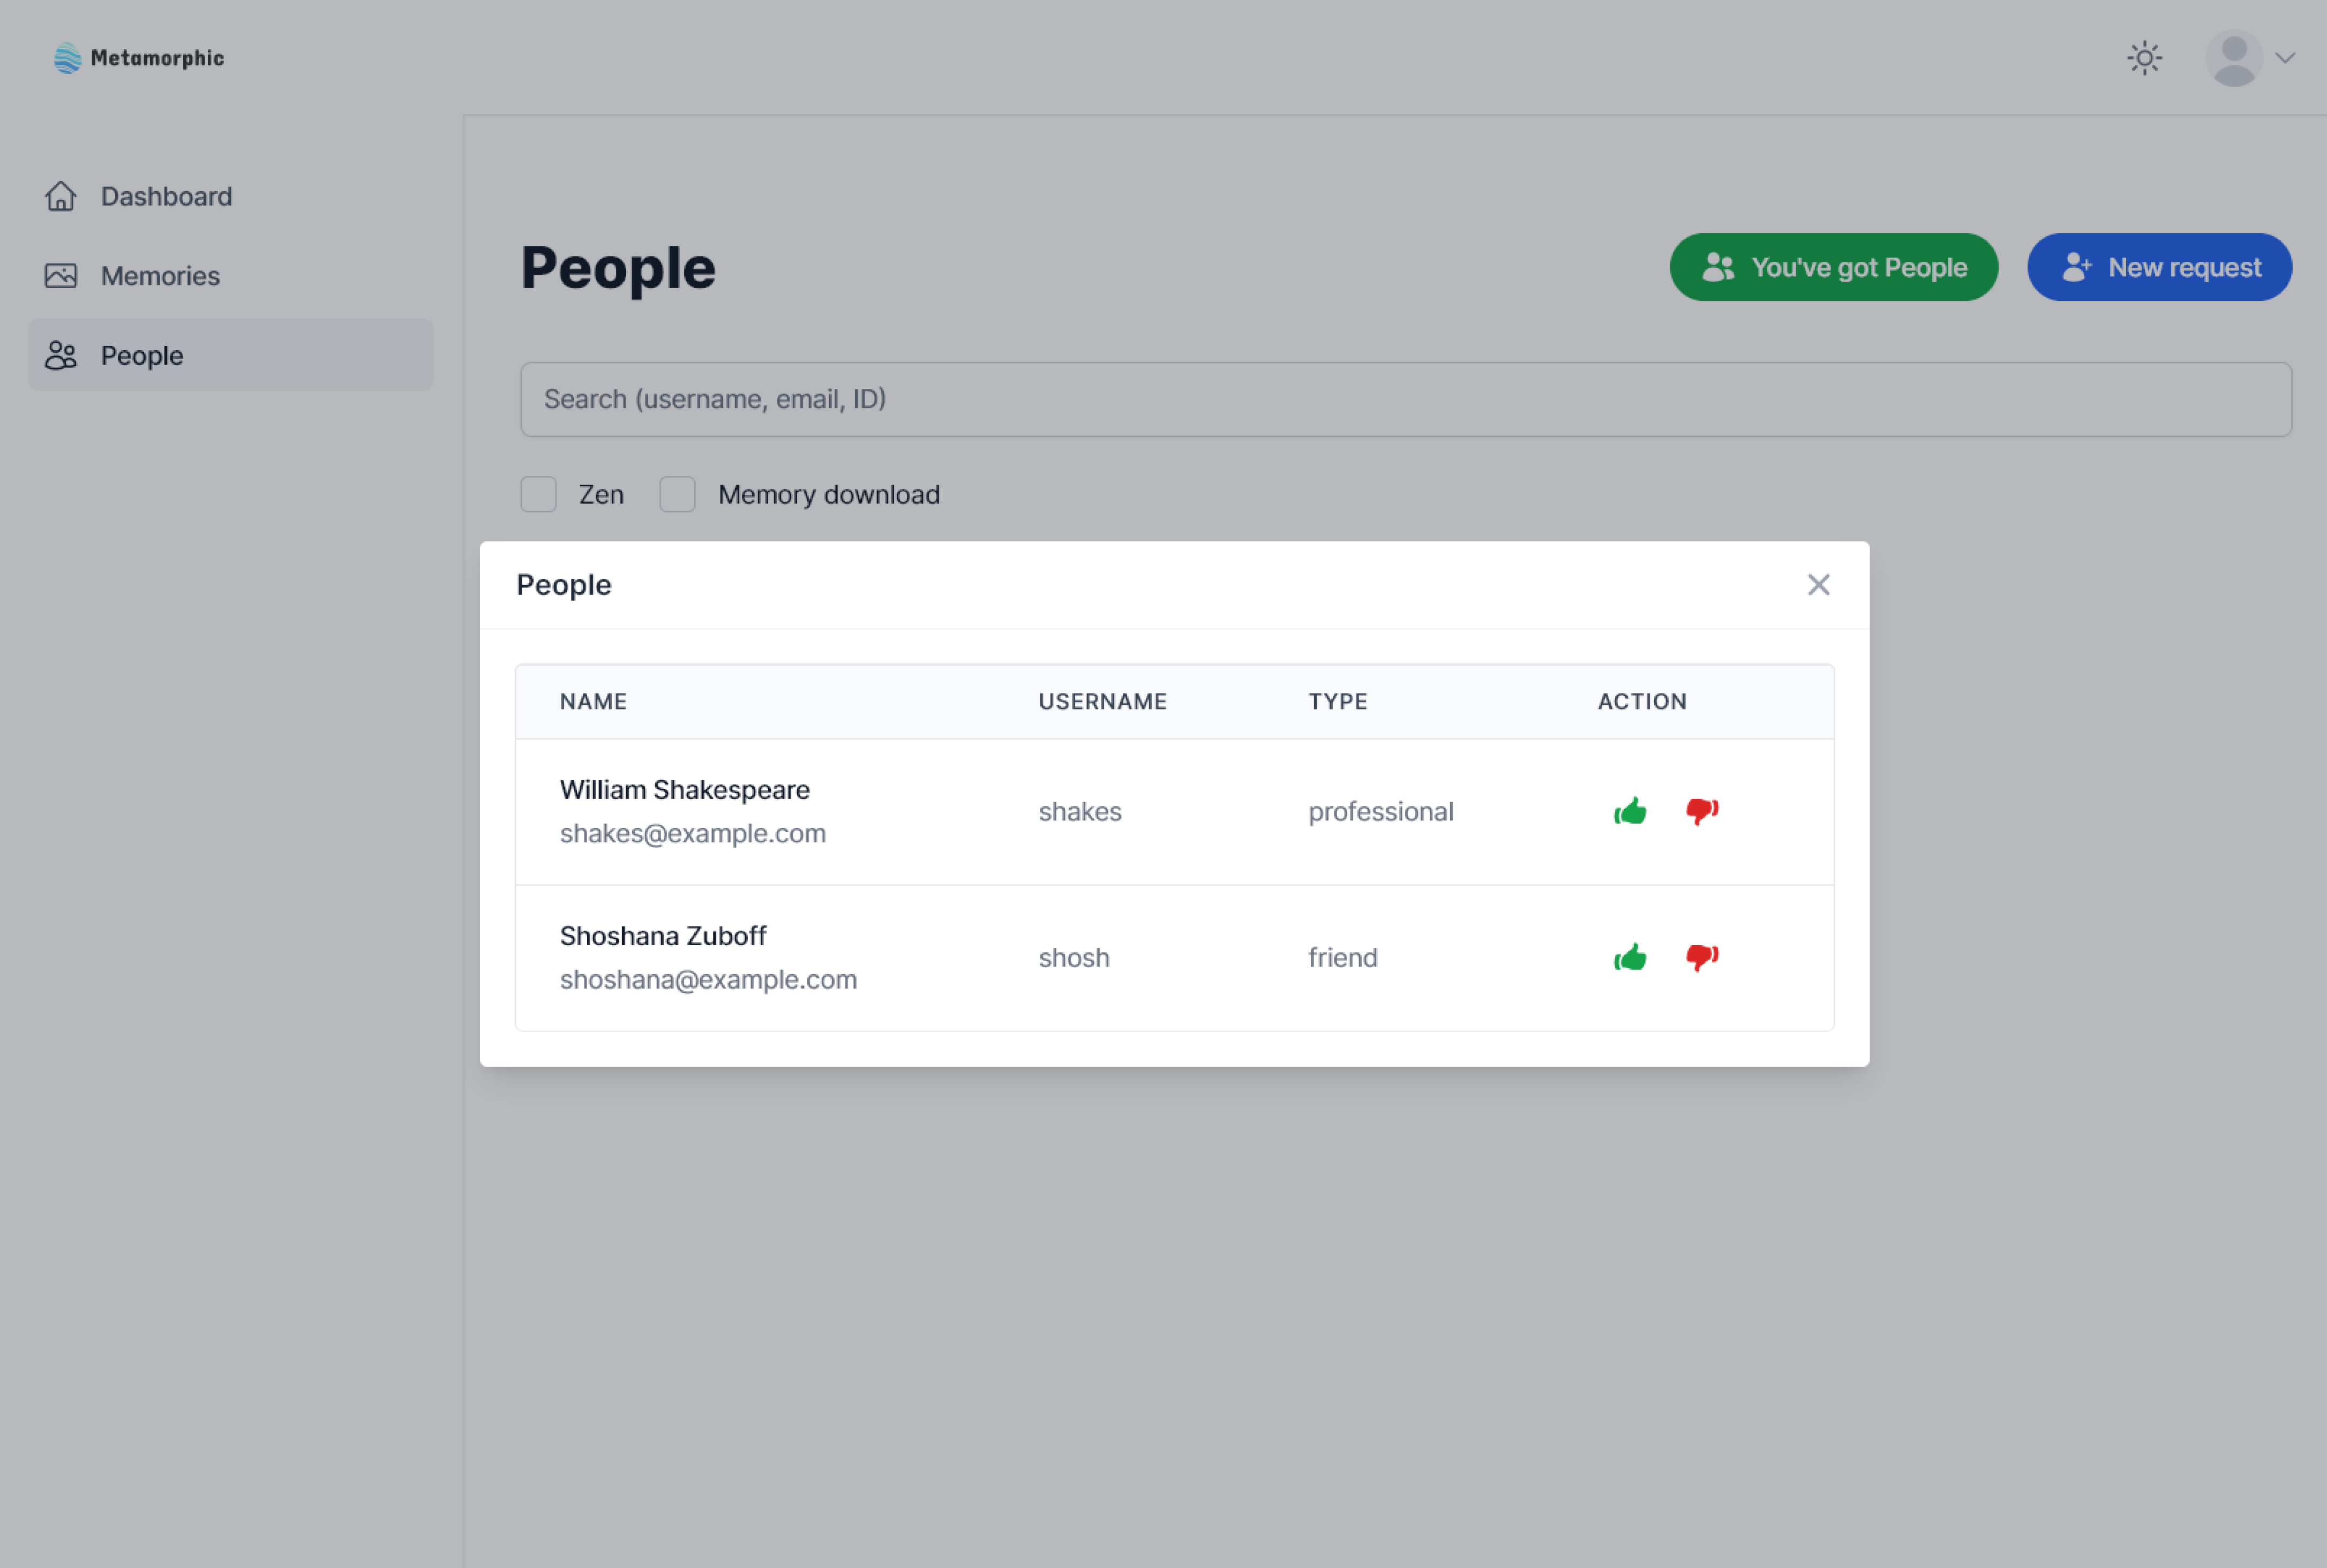 Metamorphic
Dashboard
Memories
People
People
You've got People
New request
Search (username, email, ID)
Zen
Memory download
People
NAME USERNAME TYPE ACTION
William Shakespeare
shakes@example.com
shakes
professional
Shoshana Zuboff
shoshana@example.com
shosh
friend